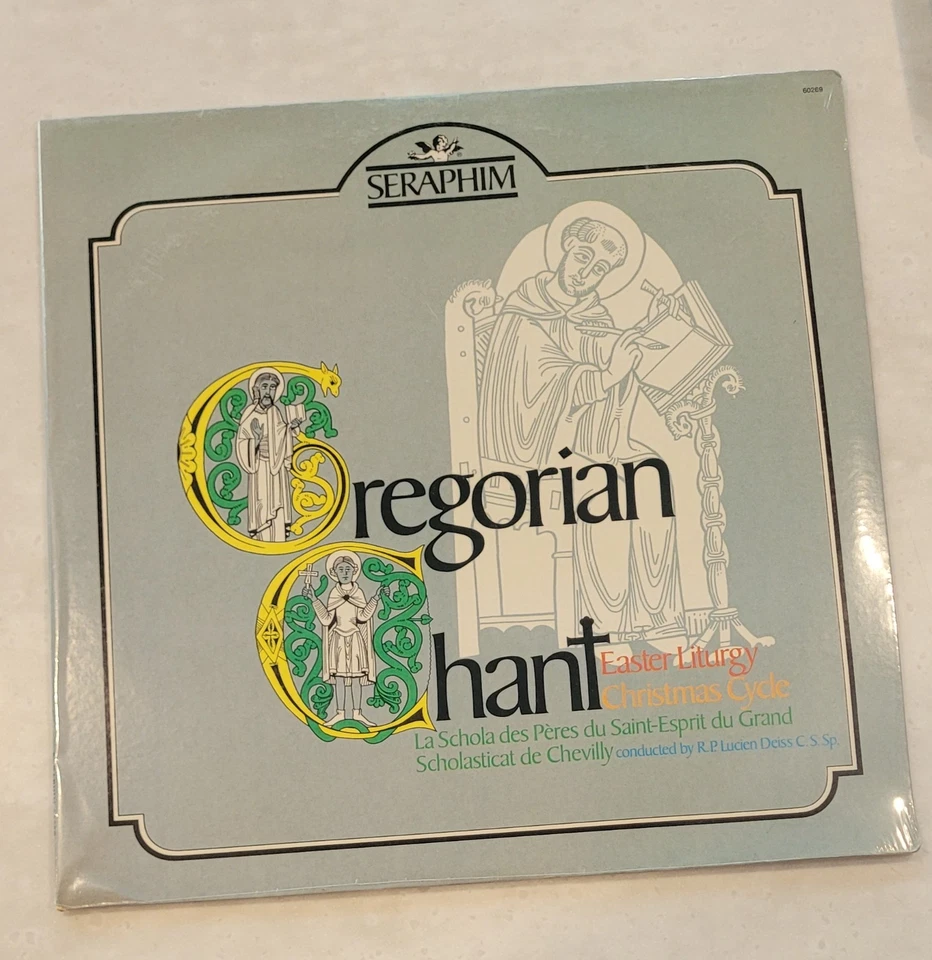 60269
SERAPHIM
Gregorian
Chant
Easter Liturgy
Christmas Cycle
La Schola des Pères du Saint-Esprit du Grand
Scholasticat de Chevilly conducted by R.P. Lucien Deiss C.S.Sp.